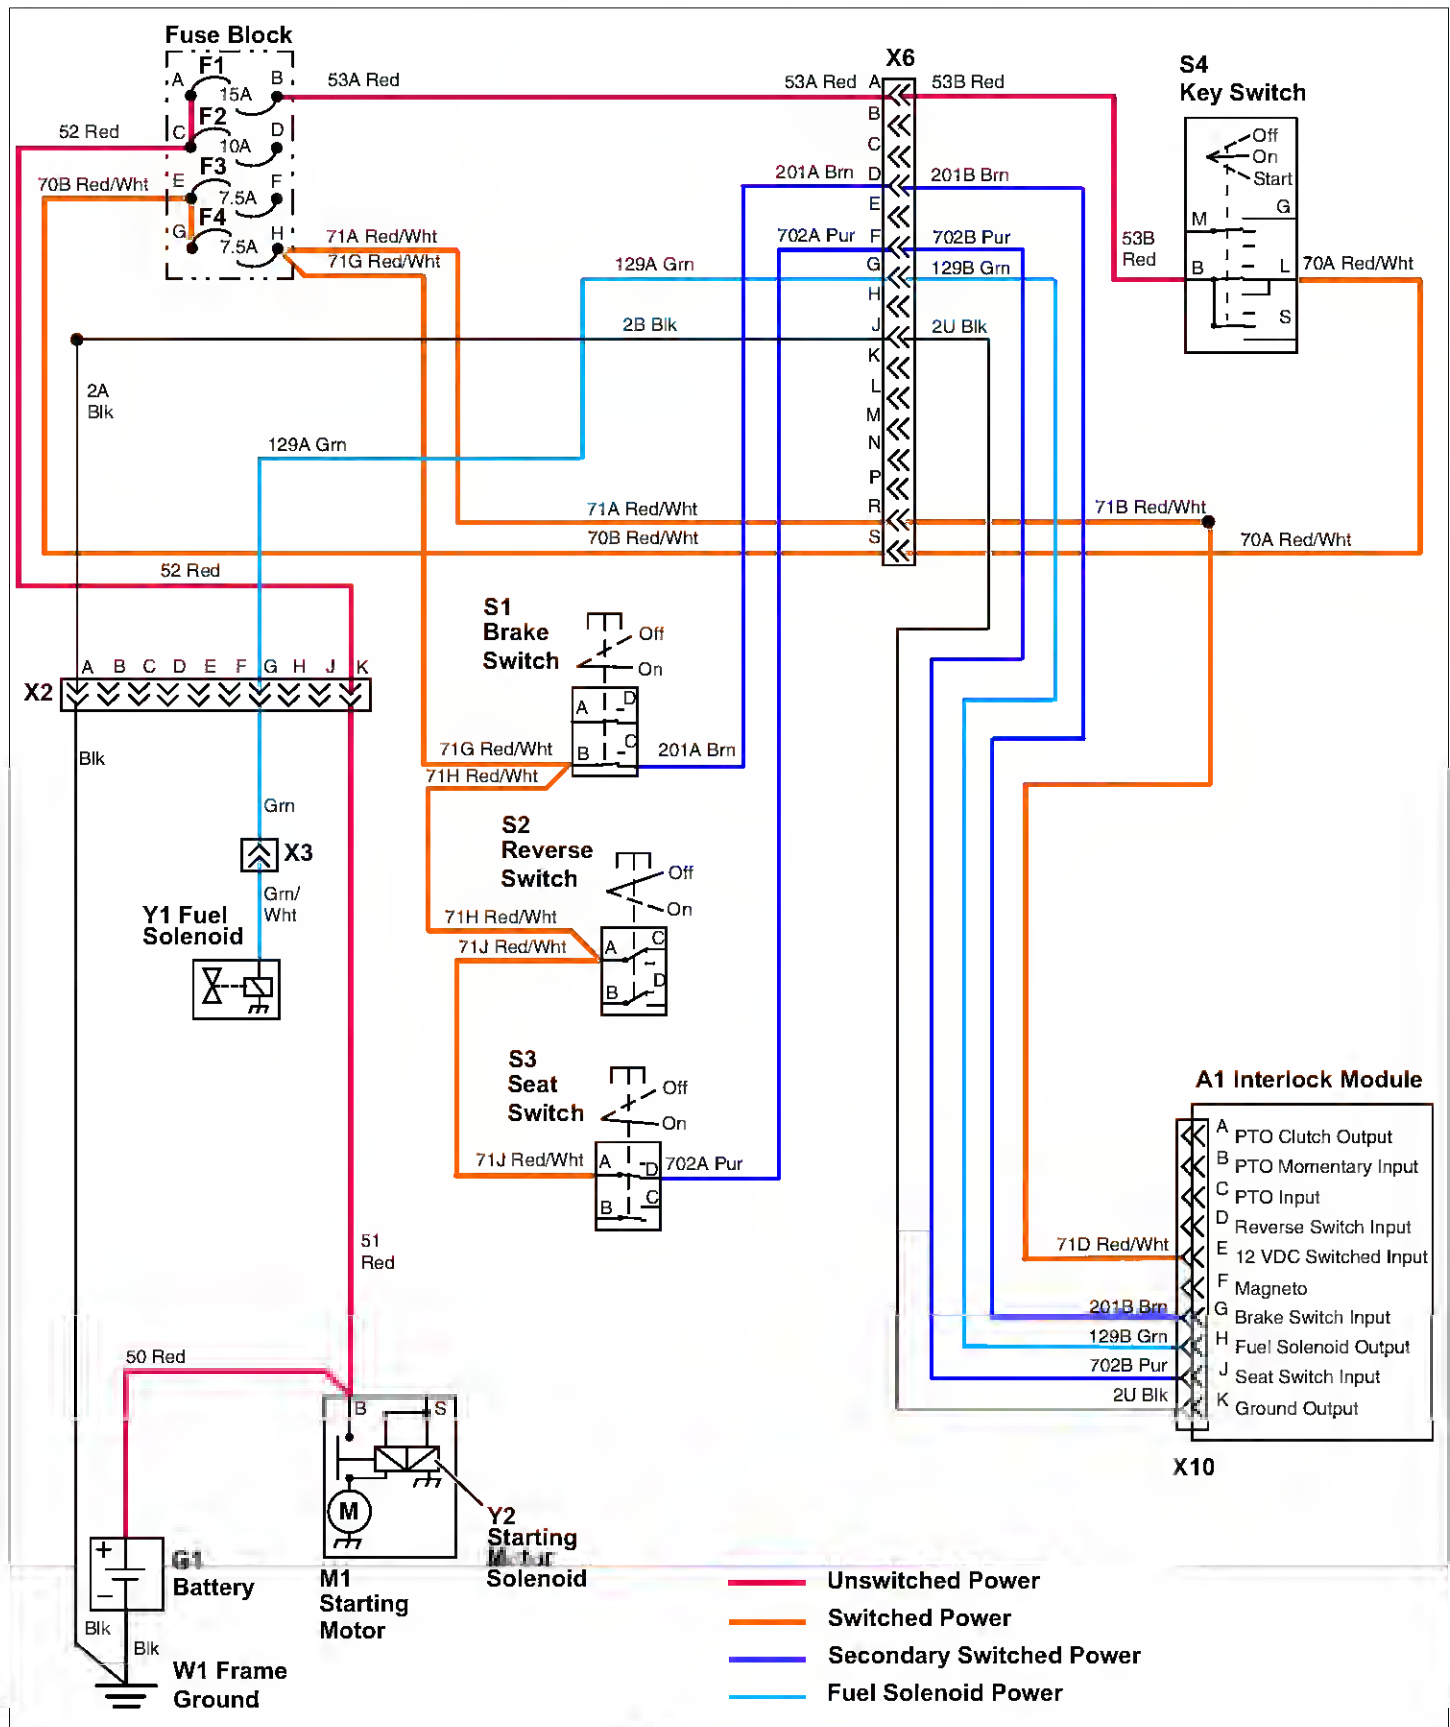 Fuse Block
F1
A
B
15A
F2
C
D
10A
F3
E
F
7.5A
F4
G
H
7.5A
53A Red
52 Red
70B Red/Wht
71A Red/Wht
71G Red/Wht
53A Red
X6
A
B
C
D
E
F
G
H
J
K
L
M
N
P
R
S
53B Red
201A Brn
201B Brn
702A Pur
702B Pur
129A Grn
129B Grn
2B Blk
2U Blk
S4
Key Switch
Off
On
Start
G
M
B
L
S
53B
Red
70A Red/Wht
2A
Blk
129A Grn
71A Red/Wht
71B Red/Wht
70B Red/Wht
70A Red/Wht
52 Red
X2
A B C D E F G H J K
Blk
Grn
X3
Grn/
Wht
Y1 Fuel
Solenoid
S1
Brake
Switch
Off
On
A
D
B
C
71G Red/Wht
71H Red/Wht
201A Brn
S2
Reverse
Switch
Off
On
A
C
B
D
71H Red/Wht
71J Red/Wht
S3
Seat
Switch
Off
On
A
D
B
C
71J Red/Wht
702A Pur
51
Red
50 Red
B
S
M
Y2
Starting
Motor
Solenoid
M1
Starting
Motor
+
–
G1
Battery
Blk
Blk
W1 Frame
Ground
A1 Interlock Module
A PTO Clutch Output
B PTO Momentary Input
C PTO Input
D Reverse Switch Input
71D Red/Wht E 12 VDC Switched Input
F Magneto
201B Brn G Brake Switch Input
129B Grn H Fuel Solenoid Output
702B Pur J Seat Switch Input
2U Blk K Ground Output
X10
Unswitched Power
Switched Power
Secondary Switched Power
Fuel Solenoid Power